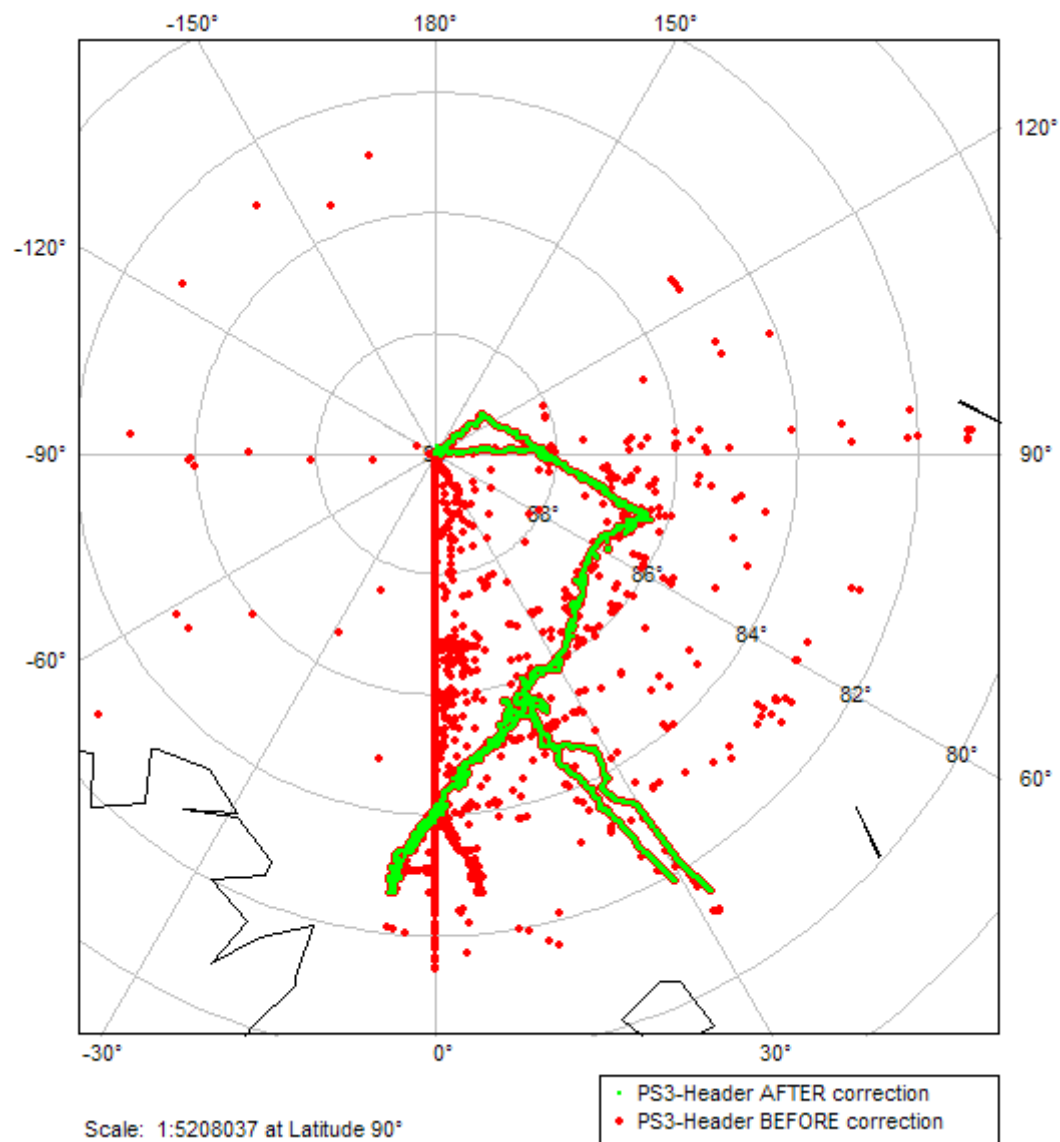 -150° 180° 150°
120°
-120°
-90° 90°
88°
86°
84°
-60°
82°
80°
60°
-30° 0° 30°
PS3-Header AFTER correction
PS3-Header BEFORE correction
Scale: 1:5208037 at Latitude 90°